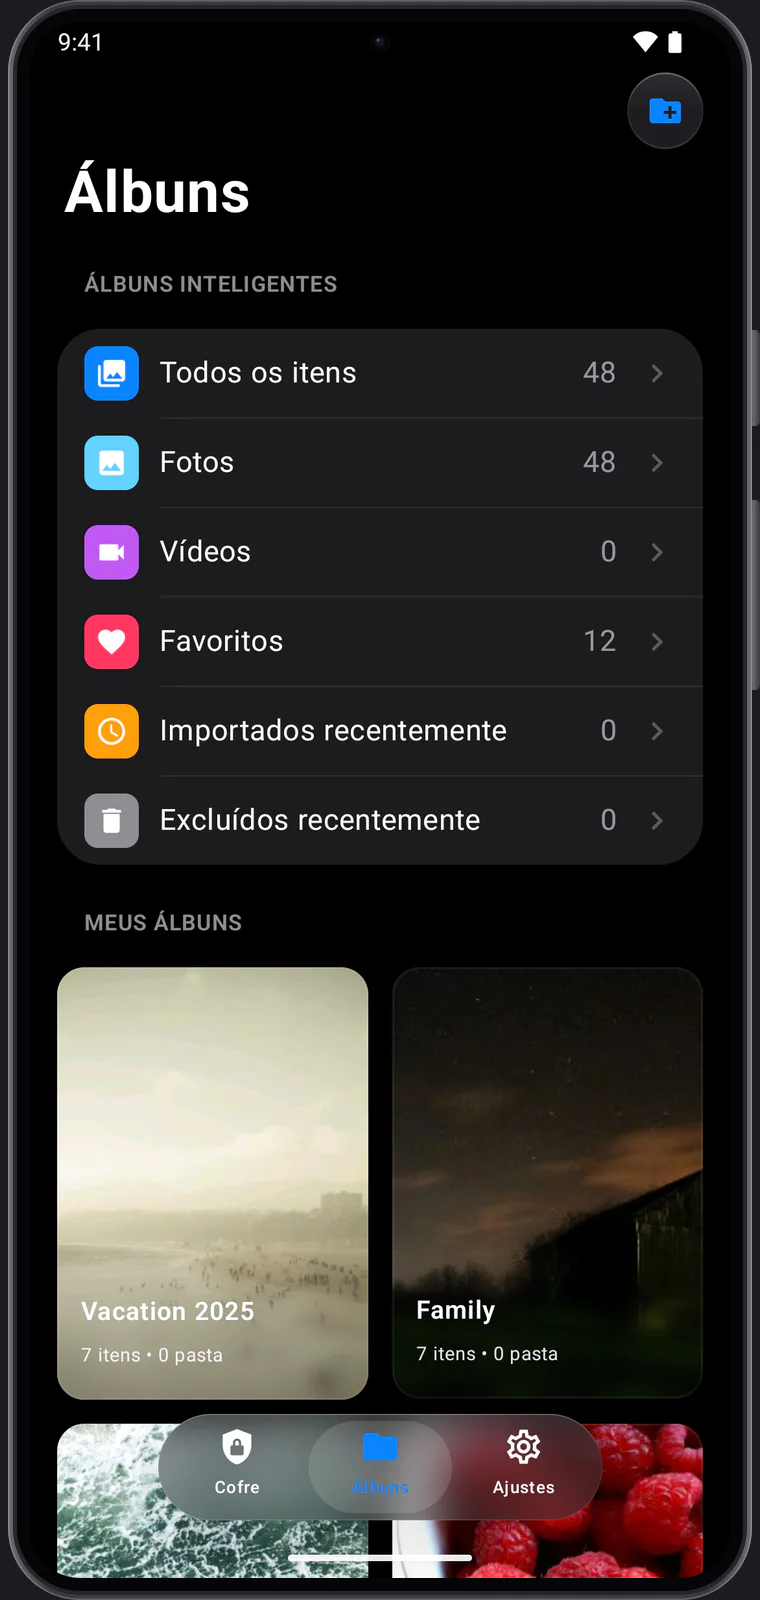 9:41
Álbuns
ÁLBUNS INTELIGENTES
Todos os itens 48
Fotos 48
Vídeos 0
Favoritos 12
Importados recentemente 0
Excluídos recentemente 0
MEUS ÁLBUNS
Vacation 2025 Family
7 itens • 0 pasta 7 itens • 0 pasta
Cofre Álbuns Ajustes